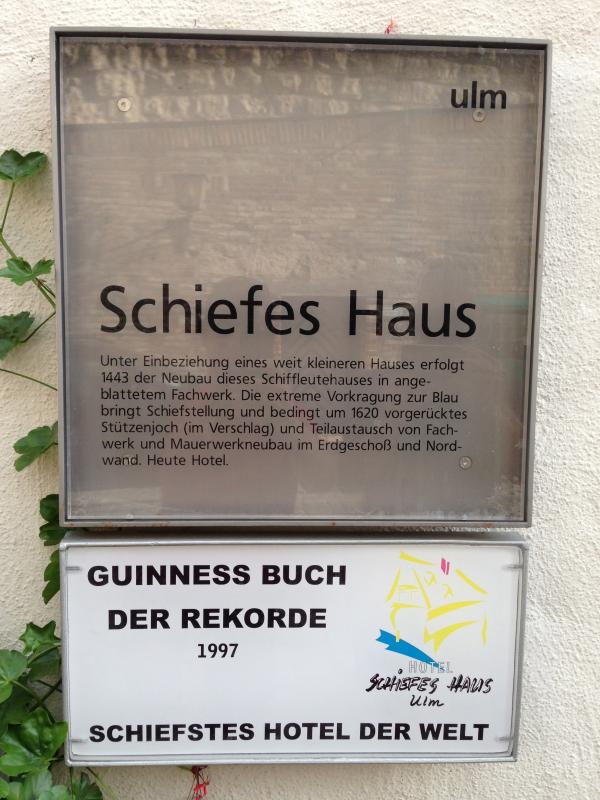 ulm
Schiefes Haus
Unter Einbeziehung eines weit kleineren Hauses erfolgt
1443 der Neubau dieses Schiffleutehauses in ange-
blattetem Fachwerk. Die extreme Vorkragung zur Blau
bringt Schiefstellung und bedingt um 1620 vorgerücktes
Stützenjoch (im Verschlag) und Teilaustausch von Fach-
werk und Mauerwerkneubau im Erdgeschoß und Nord-
wand. Heute Hotel.
GUINNESS BUCH
DER REKORDE
1997
HOTEL
SCHIEFES HAUS
Ulm
SCHIEFSTES HOTEL DER WELT